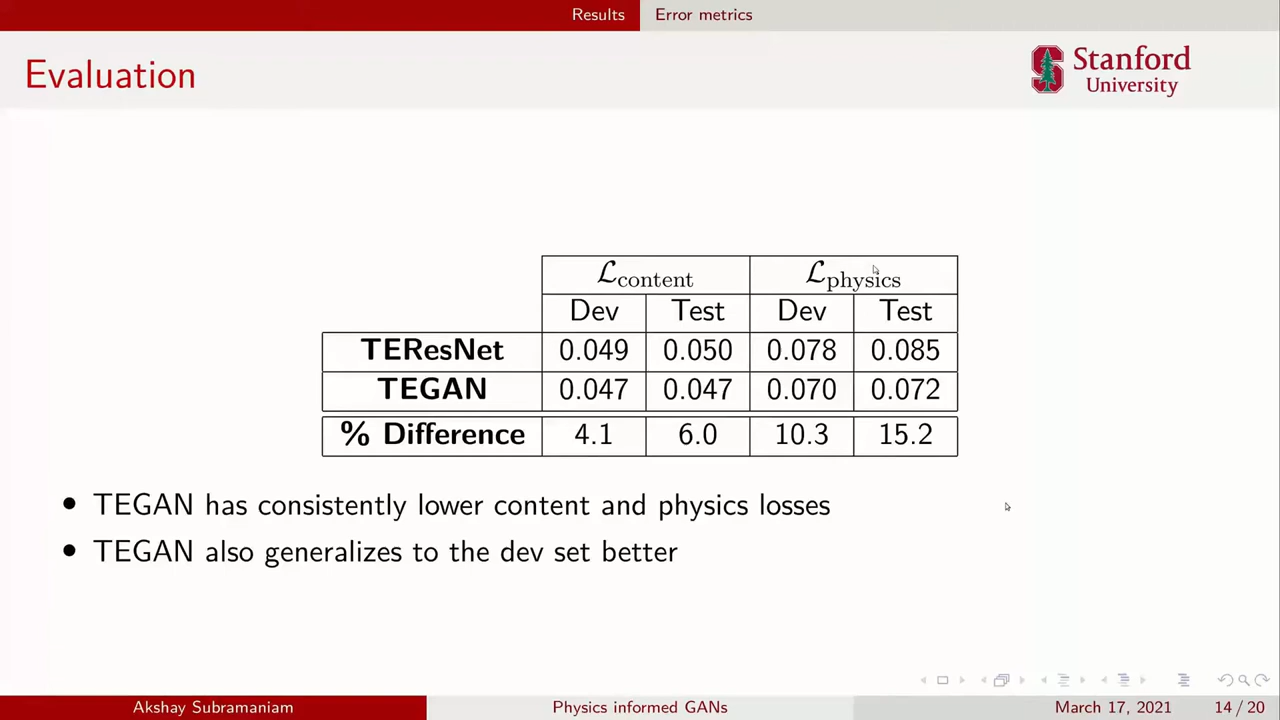 Results Error metrics
Evaluation
Stanford
University
ℒcontent ℒphysics
Dev Test Dev Test
TEResNet 0.049 0.050 0.078 0.085
TEGAN 0.047 0.047 0.070 0.072
% Difference 4.1 6.0 10.3 15.2
• TEGAN has consistently lower content and physics losses
• TEGAN also generalizes to the dev set better
Akshay Subramaniam Physics informed GANs March 17, 2021 14 / 20